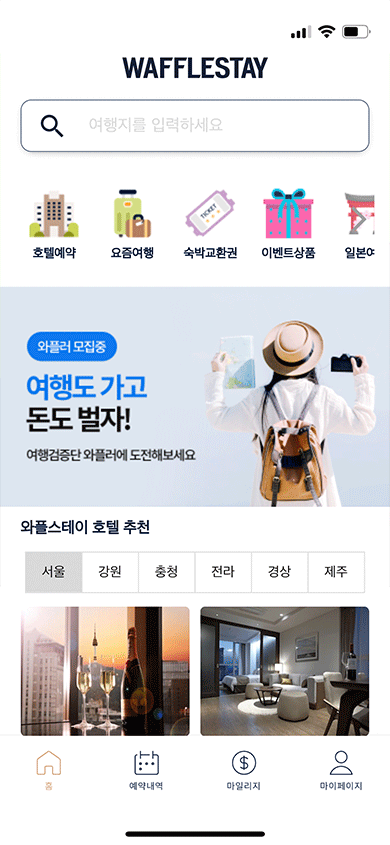 WAFFLESTAY
여행지를 입력하세요
TICKET
호텔예약 요즘여행 숙박교환권 이벤트상품 일본여
와플러 모집중
여행도 가고
돈도 벌자!
여행검증단 와플러에 도전해보세요
와플스테이 호텔 추천
서울 강원 충청 전라 경상 제주
홈 예약내역 마일리지 마이페이지